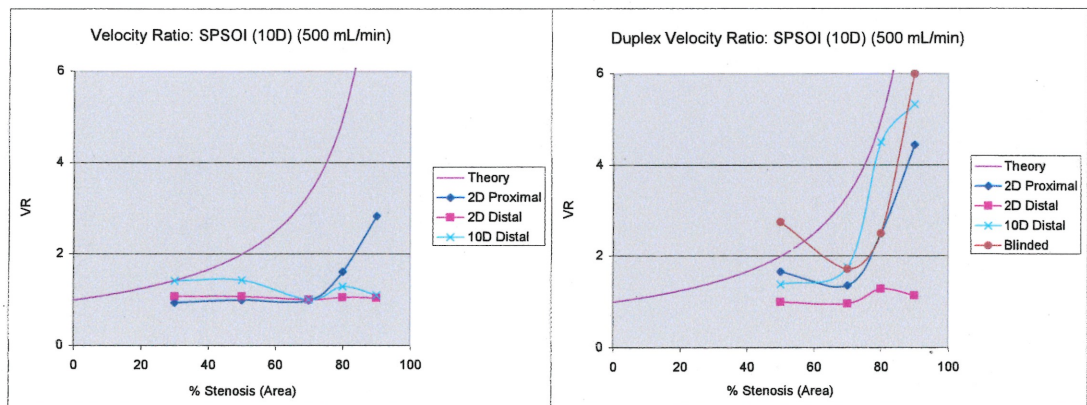 Velocity Ratio: SPSOI (10D) (500 mL/min)
6
4
2
0
VR
0 20 40 60 80 100
% Stenosis (Area)
Theory
2D Proximal
2D Distal
10D Distal
Duplex Velocity Ratio: SPSOI (10D) (500 mL/min)
6
4
2
0
VR
0 20 40 60 80 100
% Stenosis (Area)
Theory
2D Proximal
2D Distal
10D Distal
Blinded